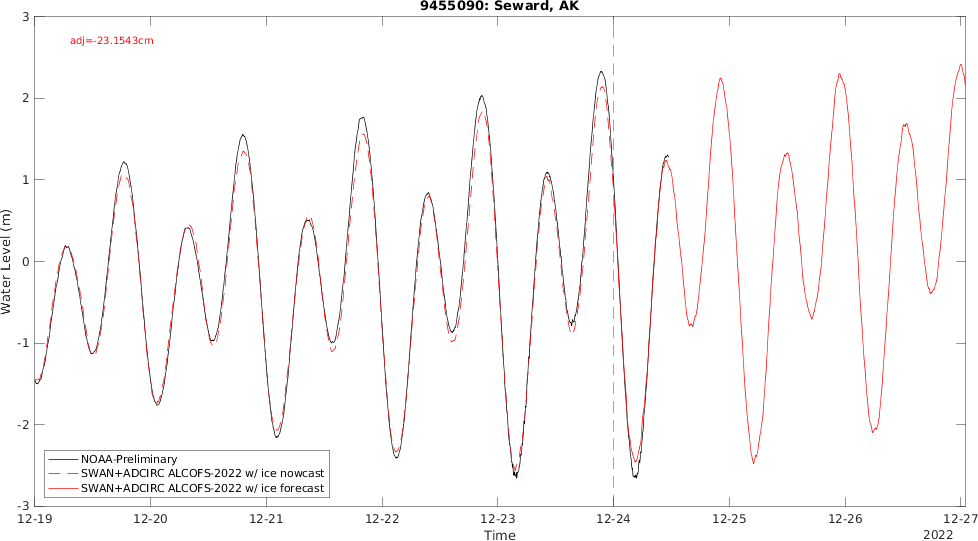 9455090: Seward, AK
adj=-23.1543cm
3
2
1
0
-1
-2
-3
Water Level (m)
NOAA-Preliminary
SWAN+ADCIRC ALCOFS-2022 w/ ice nowcast
SWAN+ADCIRC ALCOFS-2022 w/ ice forecast
12-19 12-20 12-21 12-22 12-23 12-24 12-25 12-26 12-27
Time
2022